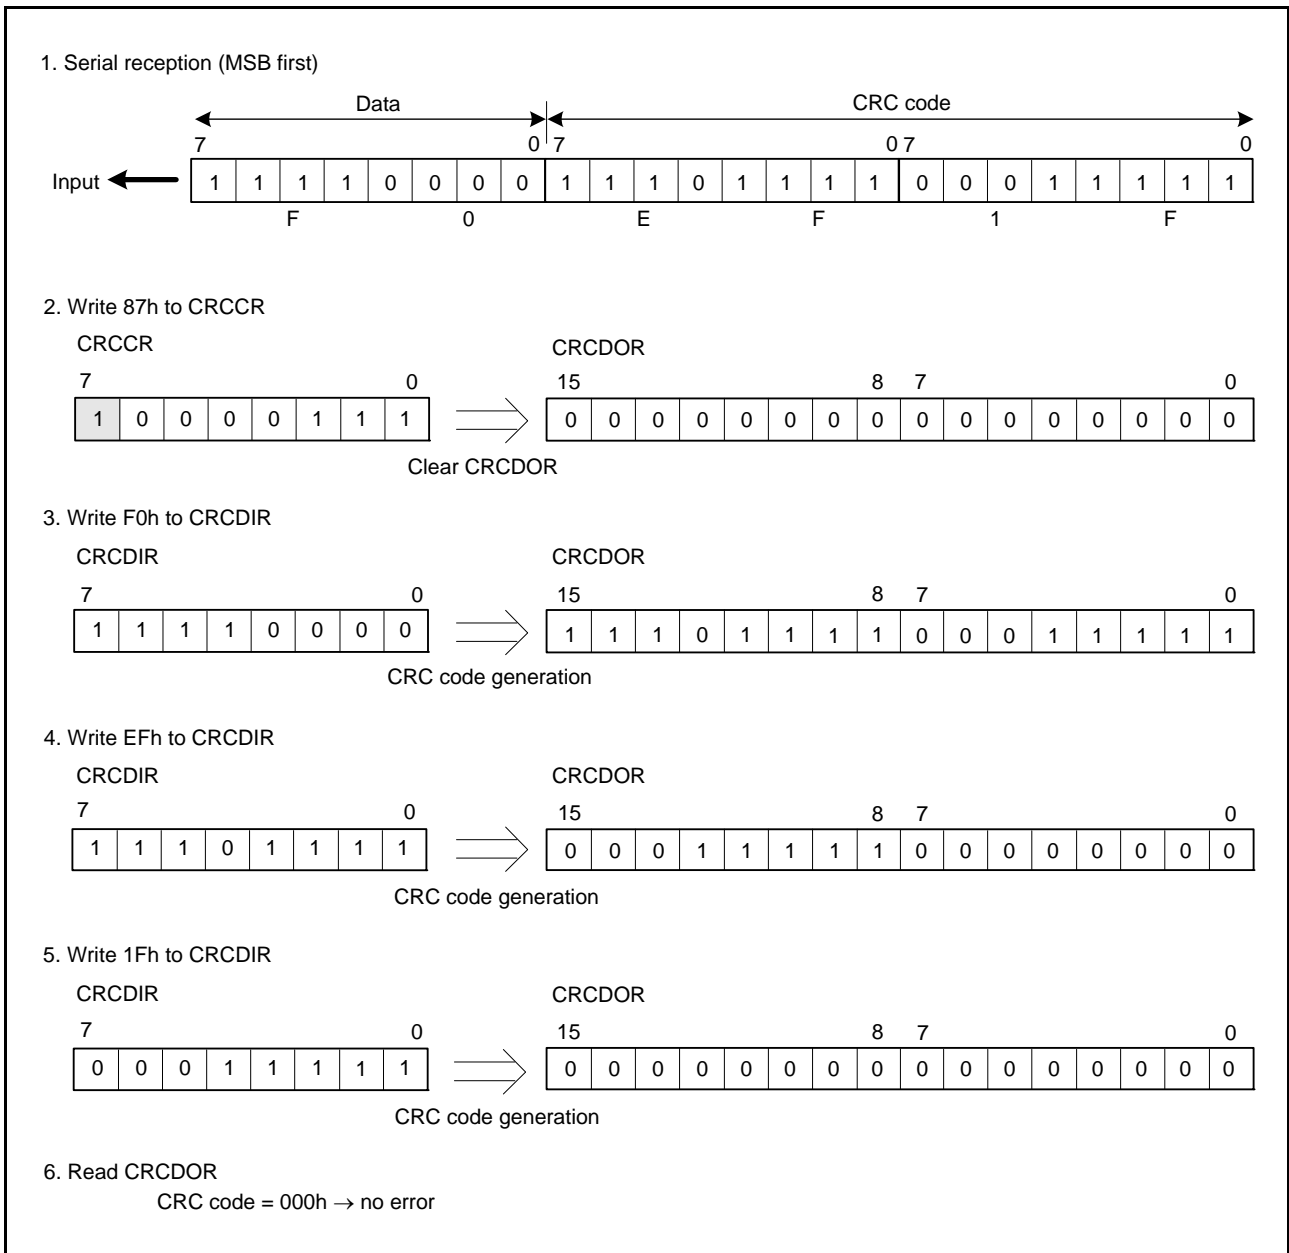 1. Serial reception (MSB first)
Data CRC code
7 0 7 0 7 0
Input 1 1 1 1 0 0 0 0 1 1 1 0 1 1 1 1 0 0 0 1 1 1 1 1
F 0 E F 1 F
2. Write 87h to CRCCR
CRCCR CRCDOR
7 0 15 8 7 0
1 0 0 0 0 1 1 1 0 0 0 0 0 0 0 0 0 0 0 0 0 0 0 0
Clear CRCDOR
3. Write F0h to CRCDIR
CRCDIR CRCDOR
7 0 15 8 7 0
1 1 1 1 0 0 0 0 1 1 1 0 1 1 1 1 0 0 0 1 1 1 1 1
CRC code generation
4. Write EFh to CRCDIR
CRCDIR CRCDOR
7 0 15 8 7 0
1 1 1 0 1 1 1 1 0 0 0 1 1 1 1 1 0 0 0 0 0 0 0 0
CRC code generation
5. Write 1Fh to CRCDIR
CRCDIR CRCDOR
7 0 15 8 7 0
0 0 0 1 1 1 1 1 0 0 0 0 0 0 0 0 0 0 0 0 0 0 0 0
CRC code generation
6. Read CRCDOR
CRC code = 000h → no error